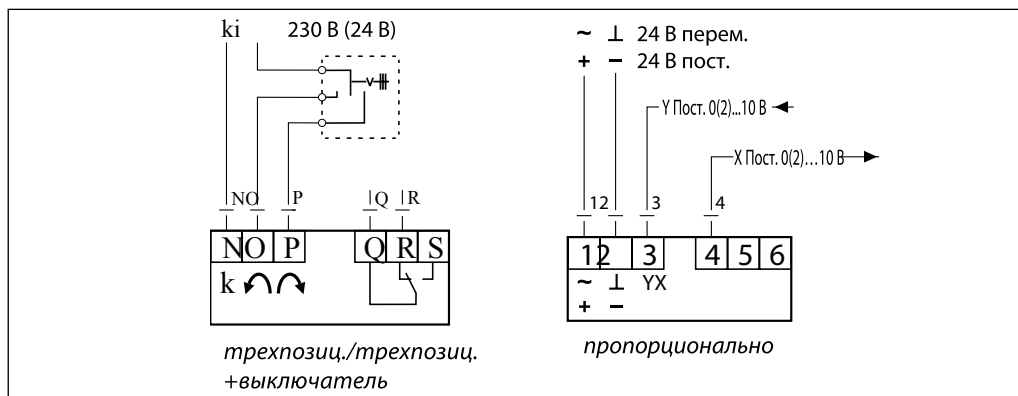 ki 230 В (24 В)
NO P Q R
N O P Q R S
k
трехпозиц./трехпозиц.
+выключатель
~ ⊥ 24 В перем.
+ − 24 В пост.
Y Пост. 0(2)...10 В
X Пост. 0(2)…10 В
12 3 4
1 2 3 4 5 6
~ ⊥ YX
+ −
пропорционально